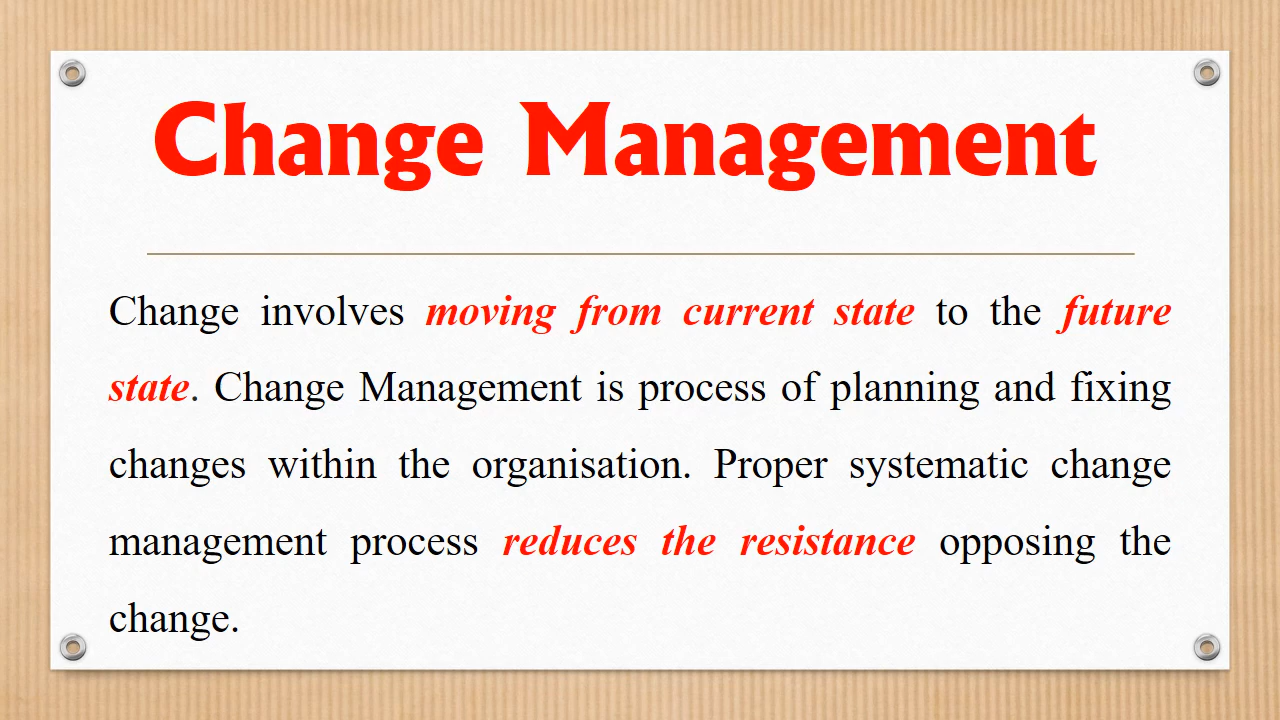 Change Management
Change involves moving from current state to the future
state. Change Management is process of planning and fixing
changes within the organisation. Proper systematic change
management process reduces the resistance opposing the
change.